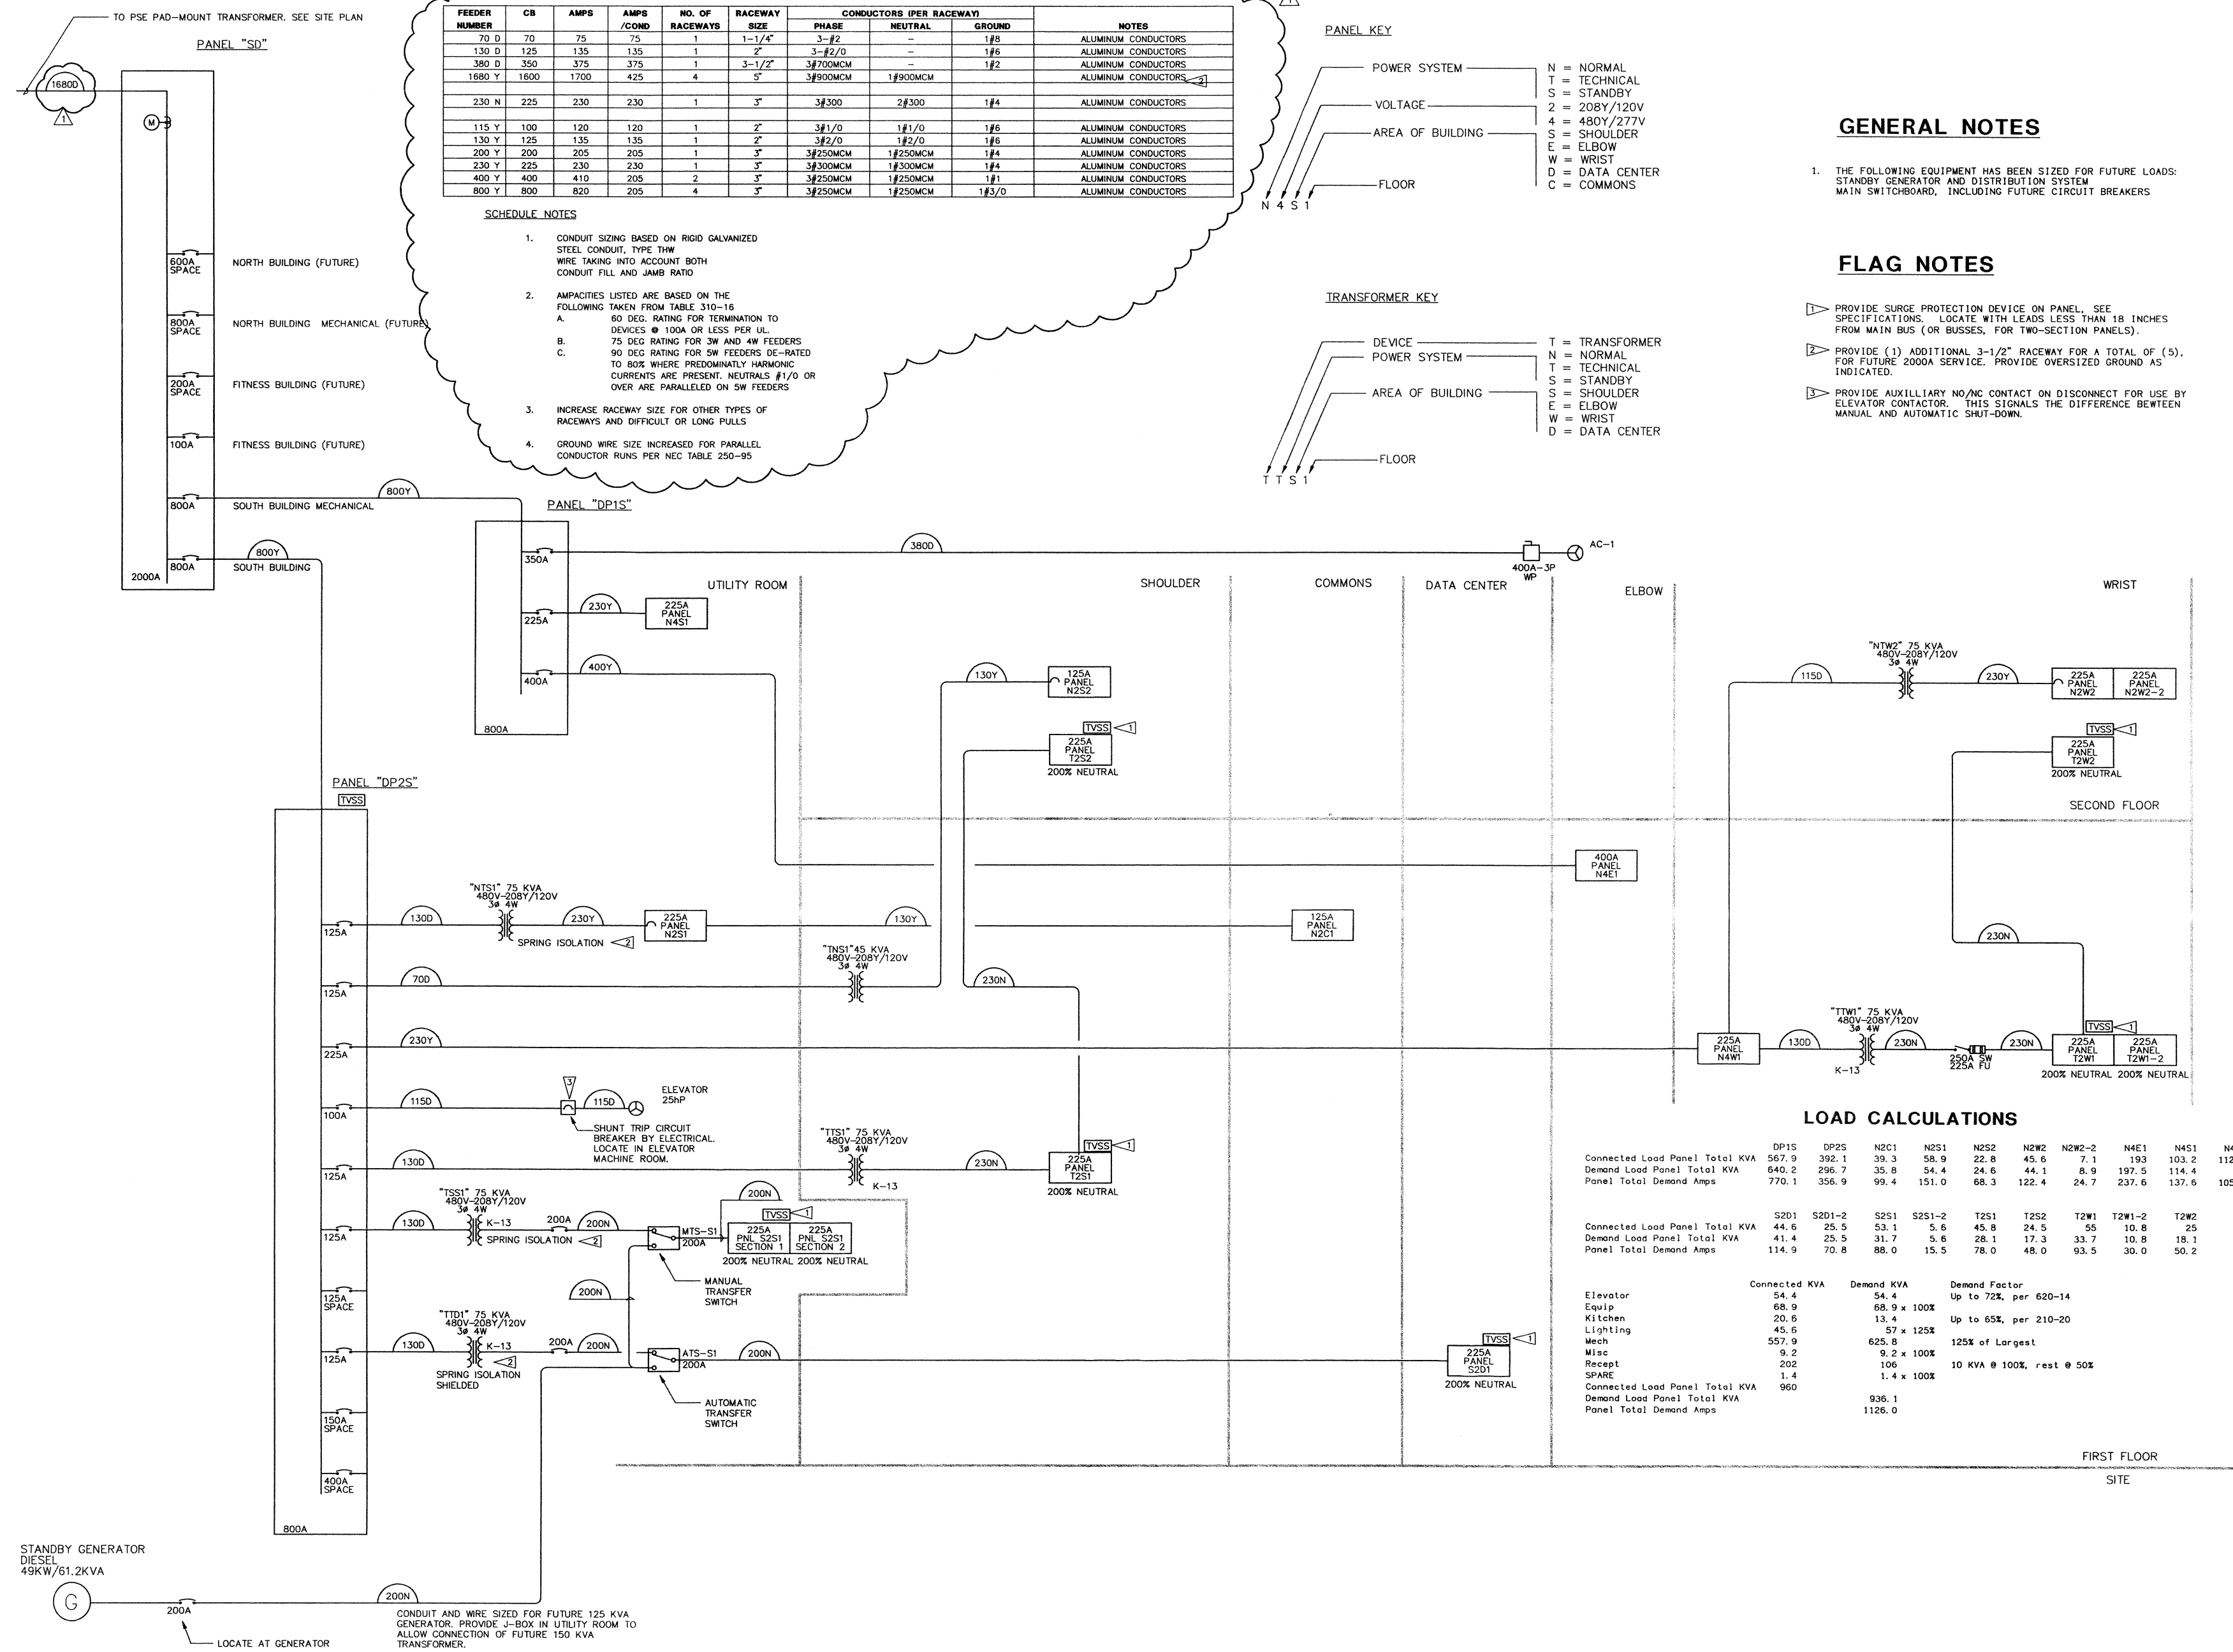 TO PSE PAD-MOUNT TRANSFORMER. SEE SITE PLAN
PANEL "SD"
1680D
1
M
600A
SPACE
NORTH BUILDING (FUTURE)
800A
SPACE
NORTH BUILDING MECHANICAL (FUTURE)
200A
SPACE
FITNESS BUILDING (FUTURE)
100A
FITNESS BUILDING (FUTURE)
800A
SOUTH BUILDING MECHANICAL
800Y
800A
SOUTH BUILDING
800Y
2000A
FEEDER NUMBER CB AMPS AMPS /COND NO. OF RACEWAYS RACEWAY SIZE CONDUCTORS (PER RACEWAY) PHASE NEUTRAL GROUND NOTES
70 D 70 75 75 1 1-1/4" 3-#2 - 1#8 ALUMINUM CONDUCTORS
130 D 125 135 135 1 2" 3-#2/0 - 1#6 ALUMINUM CONDUCTORS
380 D 350 375 375 1 3-1/2" 3#700MCM - 1#2 ALUMINUM CONDUCTORS
1680 Y 1600 1700 425 4 5" 3#900MCM 1#900MCM ALUMINUM CONDUCTORS 2
230 N 225 230 230 1 3" 3#300 2#300 1#4 ALUMINUM CONDUCTORS
115 Y 100 120 120 1 2" 3#1/0 1#1/0 1#6 ALUMINUM CONDUCTORS
130 Y 125 135 135 1 2" 3#2/0 1#2/0 1#6 ALUMINUM CONDUCTORS
200 Y 200 205 205 1 3" 3#250MCM 1#250MCM 1#4 ALUMINUM CONDUCTORS
230 Y 225 230 230 1 3" 3#300MCM 1#300MCM 1#4 ALUMINUM CONDUCTORS
400 Y 400 410 205 2 3" 3#250MCM 1#250MCM 1#1 ALUMINUM CONDUCTORS
800 Y 800 820 205 4 3" 3#250MCM 1#250MCM 1#3/0 ALUMINUM CONDUCTORS
SCHEDULE NOTES
1. CONDUIT SIZING BASED ON RIGID GALVANIZED
STEEL CONDUIT, TYPE THW
WIRE TAKING INTO ACCOUNT BOTH
CONDUIT FILL AND JAMB RATIO
2. AMPACITIES LISTED ARE BASED ON THE
FOLLOWING TAKEN FROM TABLE 310-16
A. 60 DEG. RATING FOR TERMINATION TO
DEVICES @ 100A OR LESS PER UL.
B. 75 DEG RATING FOR 3W AND 4W FEEDERS
C. 90 DEG RATING FOR 5W FEEDERS DE-RATED
TO 80% WHERE PREDOMINATLY HARMONIC
CURRENTS ARE PRESENT. NEUTRALS #1/0 OR
OVER ARE PARALLELED ON 5W FEEDERS
3. INCREASE RACEWAY SIZE FOR OTHER TYPES OF
RACEWAYS AND DIFFICULT OR LONG PULLS
4. GROUND WIRE SIZE INCREASED FOR PARALLEL
CONDUCTOR RUNS PER NEC TABLE 250-95
PANEL KEY
POWER SYSTEM
VOLTAGE
AREA OF BUILDING
FLOOR
N 4 S 1
N = NORMAL
T = TECHNICAL
S = STANDBY
2 = 208Y/120V
4 = 480Y/277V
S = SHOULDER
E = ELBOW
W = WRIST
D = DATA CENTER
C = COMMONS
TRANSFORMER KEY
DEVICE
POWER SYSTEM
AREA OF BUILDING
FLOOR
T T S 1
T = TRANSFORMER
N = NORMAL
T = TECHNICAL
S = STANDBY
S = SHOULDER
E = ELBOW
W = WRIST
D = DATA CENTER
GENERAL NOTES
1. THE FOLLOWING EQUIPMENT HAS BEEN SIZED FOR FUTURE LOADS:
STANDBY GENERATOR AND DISTRIBUTION SYSTEM
MAIN SWITCHBOARD, INCLUDING FUTURE CIRCUIT BREAKERS
FLAG NOTES
1 PROVIDE SURGE PROTECTION DEVICE ON PANEL, SEE
SPECIFICATIONS. LOCATE WITH LEADS LESS THAN 18 INCHES
FROM MAIN BUS (OR BUSSES, FOR TWO-SECTION PANELS).
2 PROVIDE (1) ADDITIONAL 3-1/2" RACEWAY FOR A TOTAL OF (5),
FOR FUTURE 2000A SERVICE. PROVIDE OVERSIZED GROUND AS
INDICATED.
3 PROVIDE AUXILLIARY NO/NC CONTACT ON DISCONNECT FOR USE BY
ELEVATOR CONTACTOR. THIS SIGNALS THE DIFFERENCE BEWTEEN
MANUAL AND AUTOMATIC SHUT-DOWN.
PANEL "DP1S"
350A
380D
400A-3P
WP
AC-1
225A
230Y
225A
PANEL
N4S1
400A
400Y
800A
UTILITY ROOM
SHOULDER
COMMONS
DATA CENTER
ELBOW
WRIST
130Y
125A
PANEL
N2S2
TVSS 1
225A
PANEL
T2S2
200% NEUTRAL
"NTW2" 75 KVA
480V-208Y/120V
3ø 4W
115D
230Y
225A
PANEL
N2W2
225A
PANEL
N2W2-2
TVSS 1
225A
PANEL
T2W2
200% NEUTRAL
SECOND FLOOR
400A
PANEL
N4E1
PANEL "DP2S"
TVSS
125A
130D
"NTS1" 75 KVA
480V-208Y/120V
3ø 4W
230Y
SPRING ISOLATION 2
225A
PANEL
N2S1
130Y
125A
PANEL
N2C1
125A
70D
"TNS1"45 KVA
480V-208Y/120V
3ø 4W
230N
230N
225A
230Y
225A
PANEL
N4W1
130D
"TTW1" 75 KVA
480V-208Y/120V
3ø 4W
K-13
230N
250A SW
225A FU
230N
TVSS 1
225A
PANEL
T2W1
225A
PANEL
T2W1-2
200% NEUTRAL 200% NEUTRAL
100A
115D
3
115D
ELEVATOR
25hP
SHUNT TRIP CIRCUIT
BREAKER BY ELECTRICAL.
LOCATE IN ELEVATOR
MACHINE ROOM.
125A
130D
"TTS1" 75 KVA
480V-208Y/120V
3ø 4W
K-13
230N
TVSS 1
225A
PANEL
T2S1
200% NEUTRAL
125A
130D
"TSS1" 75 KVA
480V-208Y/120V
3ø 4W
K-13
SPRING ISOLATION 2
200A
200N
MTS-S1
200A
200N
TVSS 1
225A
PNL S2S1
SECTION 1
225A
PNL S2S1
SECTION 2
200% NEUTRAL 200% NEUTRAL
MANUAL
TRANSFER
SWITCH
200N
125A
SPACE
125A
130D
"TTD1" 75 KVA
480V-208Y/120V
3ø 4W
K-13
2
SPRING ISOLATION
SHIELDED
200A
200N
ATS-S1
200A
200N
AUTOMATIC
TRANSFER
SWITCH
TVSS 1
225A
PANEL
S2D1
200% NEUTRAL
150A
SPACE
400A
SPACE
800A
LOAD CALCULATIONS
DP1S DP2S N2C1 N2S1 N2S2 N2W2 N2W2-2 N4E1 N4S1 N4
Connected Load Panel Total KVA 567.9 392.1 39.3 58.9 22.8 45.6 7.1 193 103.2 112
Demand Load Panel Total KVA 640.2 296.7 35.8 54.4 24.6 44.1 8.9 197.5 114.4
Panel Total Demand Amps 770.1 356.9 99.4 151.0 68.3 122.4 24.7 237.6 137.6 105
S2D1 S2D1-2 S2S1 S2S1-2 T2S1 T2S2 T2W1 T2W1-2 T2W2
Connected Load Panel Total KVA 44.6 25.5 53.1 5.6 45.8 24.5 55 10.8 25
Demand Load Panel Total KVA 41.4 25.5 31.7 5.6 28.1 17.3 33.7 10.8 18.1
Panel Total Demand Amps 114.9 70.8 88.0 15.5 78.0 48.0 93.5 30.0 50.2
Connected KVA Demand KVA Demand Factor
Elevator 54.4 54.4 Up to 72%, per 620-14
Equip 68.9 68.9 x 100%
Kitchen 20.6 13.4 Up to 65%, per 210-20
Lighting 45.6 57 x 125%
Mech 557.9 625.8 125% of Largest
Misc 9.2 9.2 x 100%
Recept 202 106 10 KVA @ 100%, rest @ 50%
SPARE 1.4 1.4 x 100%
Connected Load Panel Total KVA 960
Demand Load Panel Total KVA 936.1
Panel Total Demand Amps 1126.0
FIRST FLOOR
SITE
STANDBY GENERATOR
DIESEL
49KW/61.2KVA
G
200A
LOCATE AT GENERATOR
200N
CONDUIT AND WIRE SIZED FOR FUTURE 125 KVA
GENERATOR. PROVIDE J-BOX IN UTILITY ROOM TO
ALLOW CONNECTION OF FUTURE 150 KVA
TRANSFORMER.